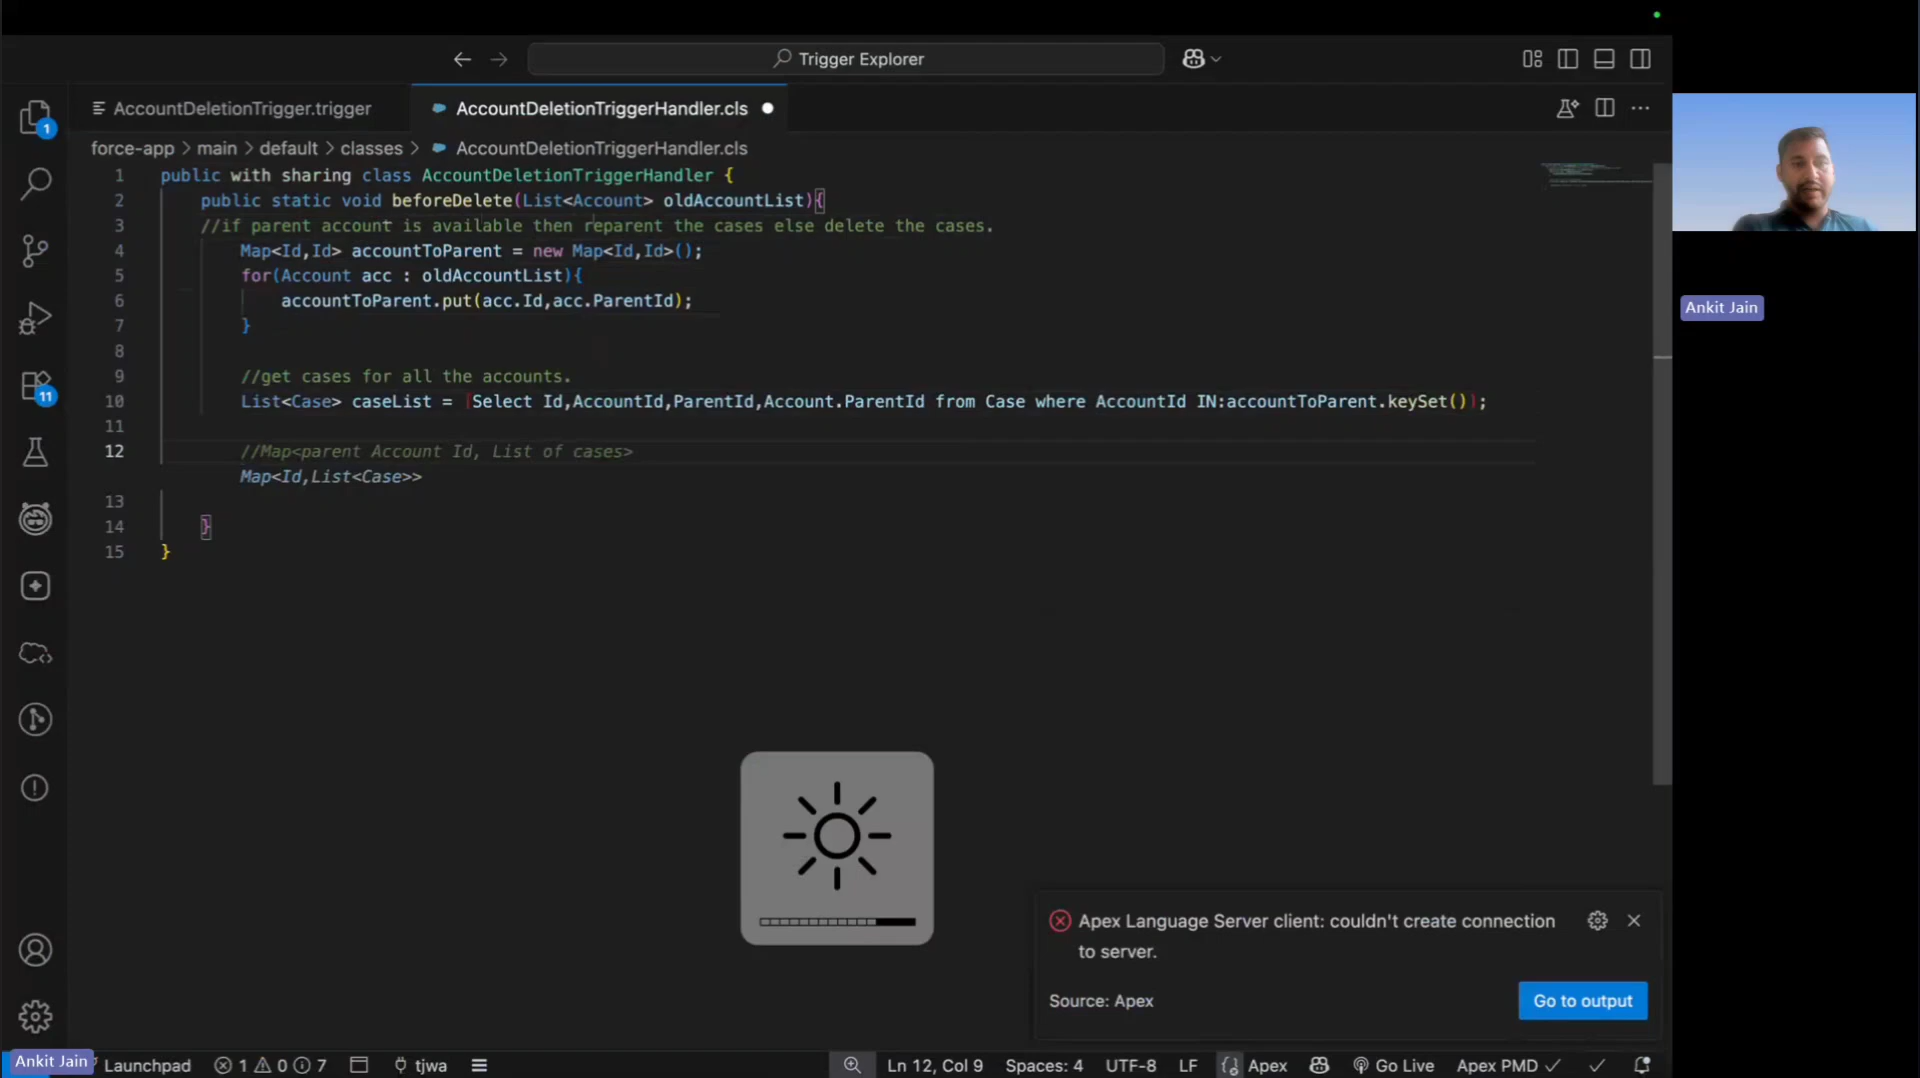 Trigger Explorer
AccountDeletionTrigger.trigger
AccountDeletionTriggerHandler.cls
force-app > main > default > classes > AccountDeletionTriggerHandler.cls
1 public with sharing class AccountDeletionTriggerHandler {
2 public static void beforeDelete(List<Account> oldAccountList){
3 //if parent account is available then reparent the cases else delete the cases.
4 Map<Id,Id> accountToParent = new Map<Id,Id>();
5 for(Account acc : oldAccountList){
6 accountToParent.put(acc.Id,acc.ParentId);
7 }
8
9 //get cases for all the accounts.
10 List<Case> caseList = [Select Id,AccountId,ParentId,Account.ParentId from Case where AccountId IN:accountToParent.keySet()];
11
12 //Map<parent Account Id, List of cases>
Map<Id,List<Case>>
13
14 }
15 }
1
11
Ankit Jain
Apex Language Server client: couldn't create connection
to server.
Source: Apex
Go to output
Ankit Jain
Launchpad 1 0 7 tjwa Ln 12, Col 9 Spaces: 4 UTF-8 LF Apex Go Live Apex PMD